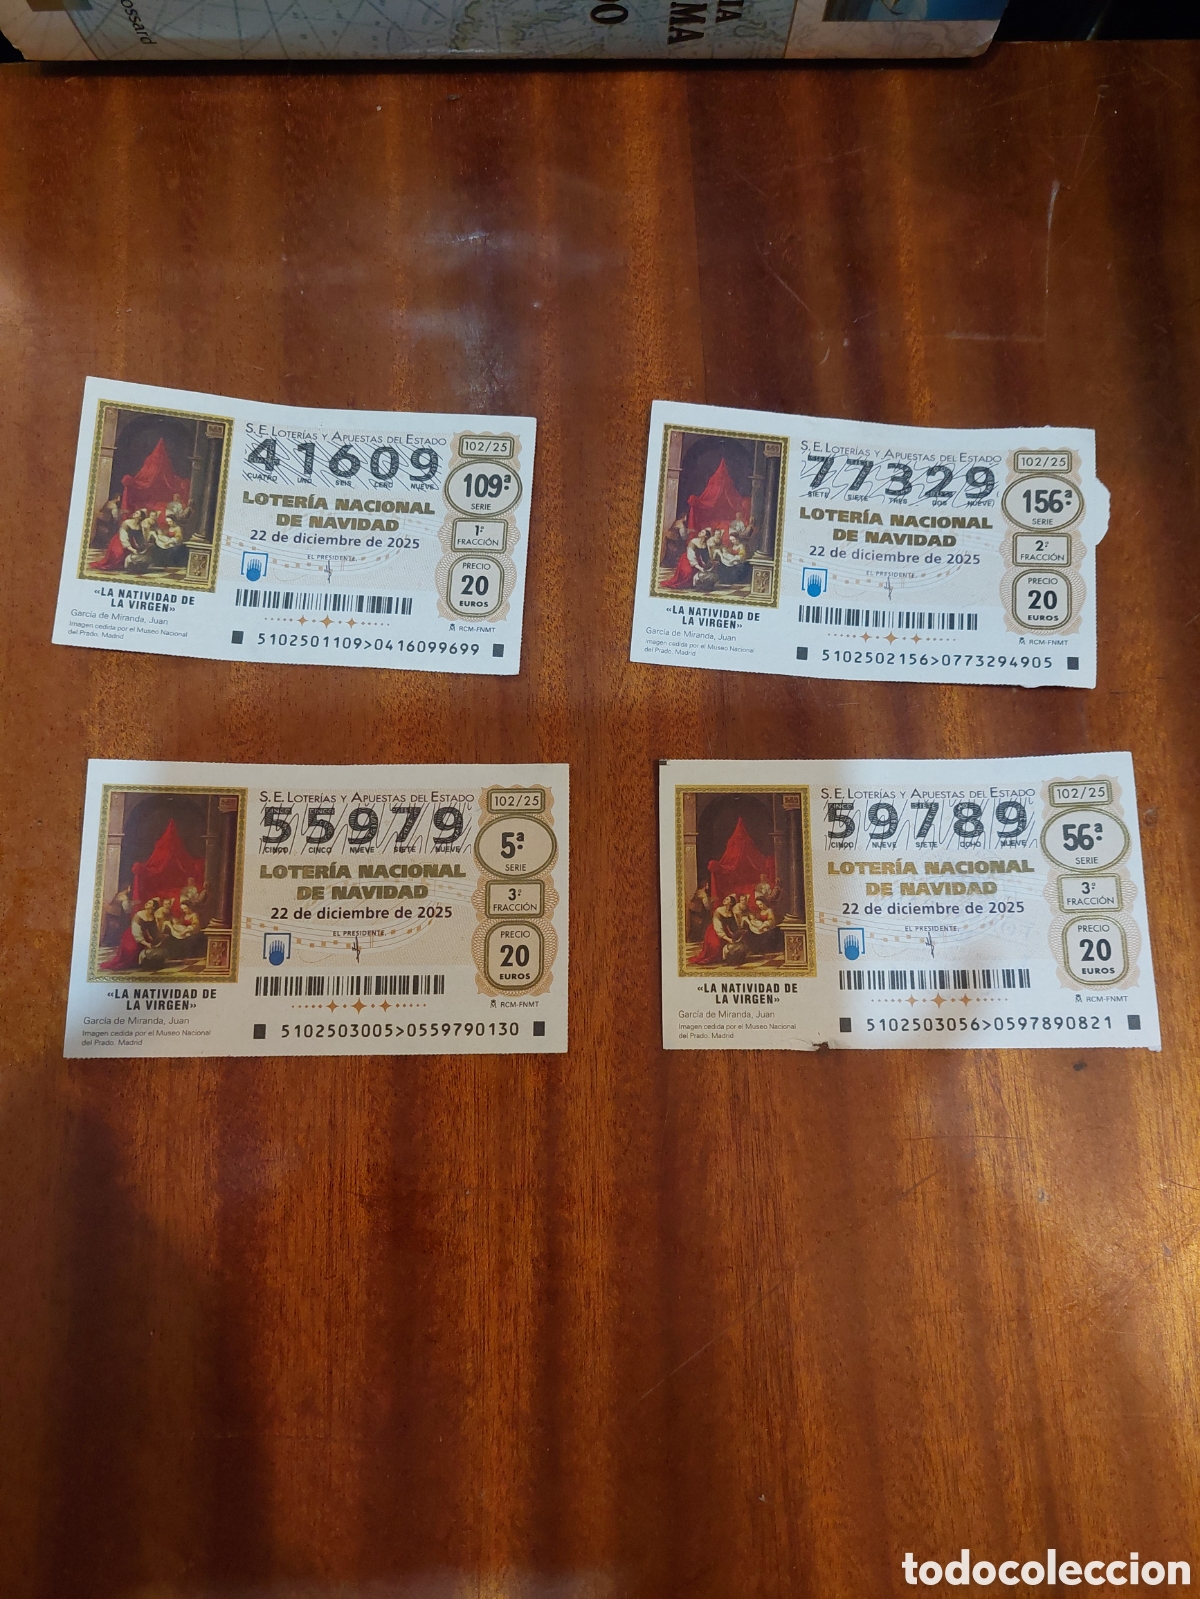 ossard
DO
MA
IA
S.E. LOTERÍAS Y APUESTAS DEL ESTADO
102/25
41609
CUATRO UNO SEIS CERO NUEVE
109ª
SERIE
LOTERÍA NACIONAL
DE NAVIDAD
22 de diciembre de 2025
1ª
FRACCIÓN
EL PRESIDENTE,
PRECIO
20
EUROS
«LA NATIVIDAD DE
LA VIRGEN»
García de Miranda, Juan
Imagen cedida por el Museo Nacional
del Prado. Madrid
RCM-FNMT
5102501109>0416099699
S.E. LOTERÍAS Y APUESTAS DEL ESTADO
102/25
77329
SIETE SIETE TRES DOS NUEVE
156ª
SERIE
LOTERÍA NACIONAL
DE NAVIDAD
22 de diciembre de 2025
2ª
FRACCIÓN
EL PRESIDENTE,
PRECIO
20
EUROS
«LA NATIVIDAD DE
LA VIRGEN»
García de Miranda, Juan
Imagen cedida por el Museo Nacional
del Prado. Madrid
RCM-FNMT
5102502156>0773294905
S.E. LOTERÍAS Y APUESTAS DEL ESTADO
102/25
55979
CINCO CINCO NUEVE SIETE NUEVE
5ª
SERIE
LOTERÍA NACIONAL
DE NAVIDAD
22 de diciembre de 2025
3ª
FRACCIÓN
EL PRESIDENTE,
PRECIO
20
EUROS
«LA NATIVIDAD DE
LA VIRGEN»
García de Miranda, Juan
Imagen cedida por el Museo Nacional
del Prado. Madrid
RCM-FNMT
5102503005>0559790130
S.E. LOTERÍAS Y APUESTAS DEL ESTADO
102/25
59789
CINCO NUEVE SIETE OCHO NUEVE
56ª
SERIE
LOTERÍA NACIONAL
DE NAVIDAD
22 de diciembre de 2025
3ª
FRACCIÓN
EL PRESIDENTE,
PRECIO
20
EUROS
«LA NATIVIDAD DE
LA VIRGEN»
García de Miranda, Juan
Imagen cedida por el Museo Nacional
del Prado. Madrid
RCM-FNMT
5102503056>0597890821
todocoleccion